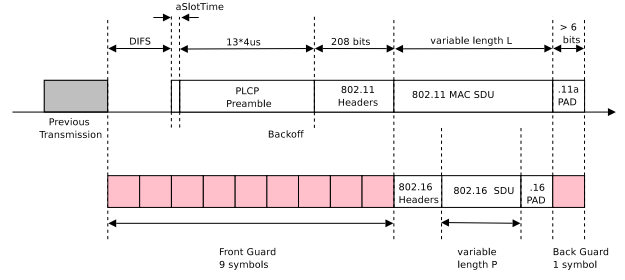 aSlotTime
DIFS
13*4us
208 bits
variable length L
> 6
bits
PLCP
Preamble
802.11
Headers
802.11 MAC SDU
.11a
PAD
Previous
Transmission
Backoff
802.16
Headers
802.16 SDU
.16
PAD
Front Guard
9 symbols
variable
length P
Back Guard
1 symbol